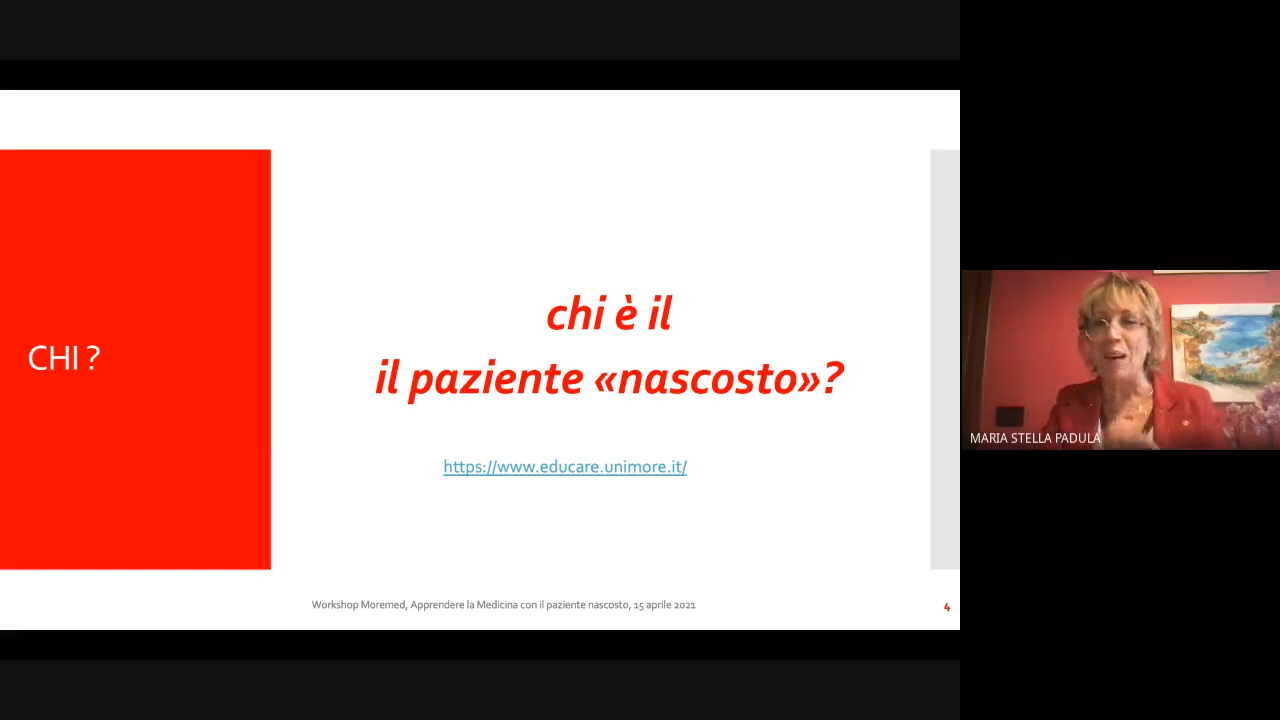 CHI ?
chi è il
il paziente «nascosto»?
https://www.educare.unimore.it/
Workshop Moremed, Apprendere la Medicina con il paziente nascosto, 15 aprile 2021
4
MARIA STELLA PADULA